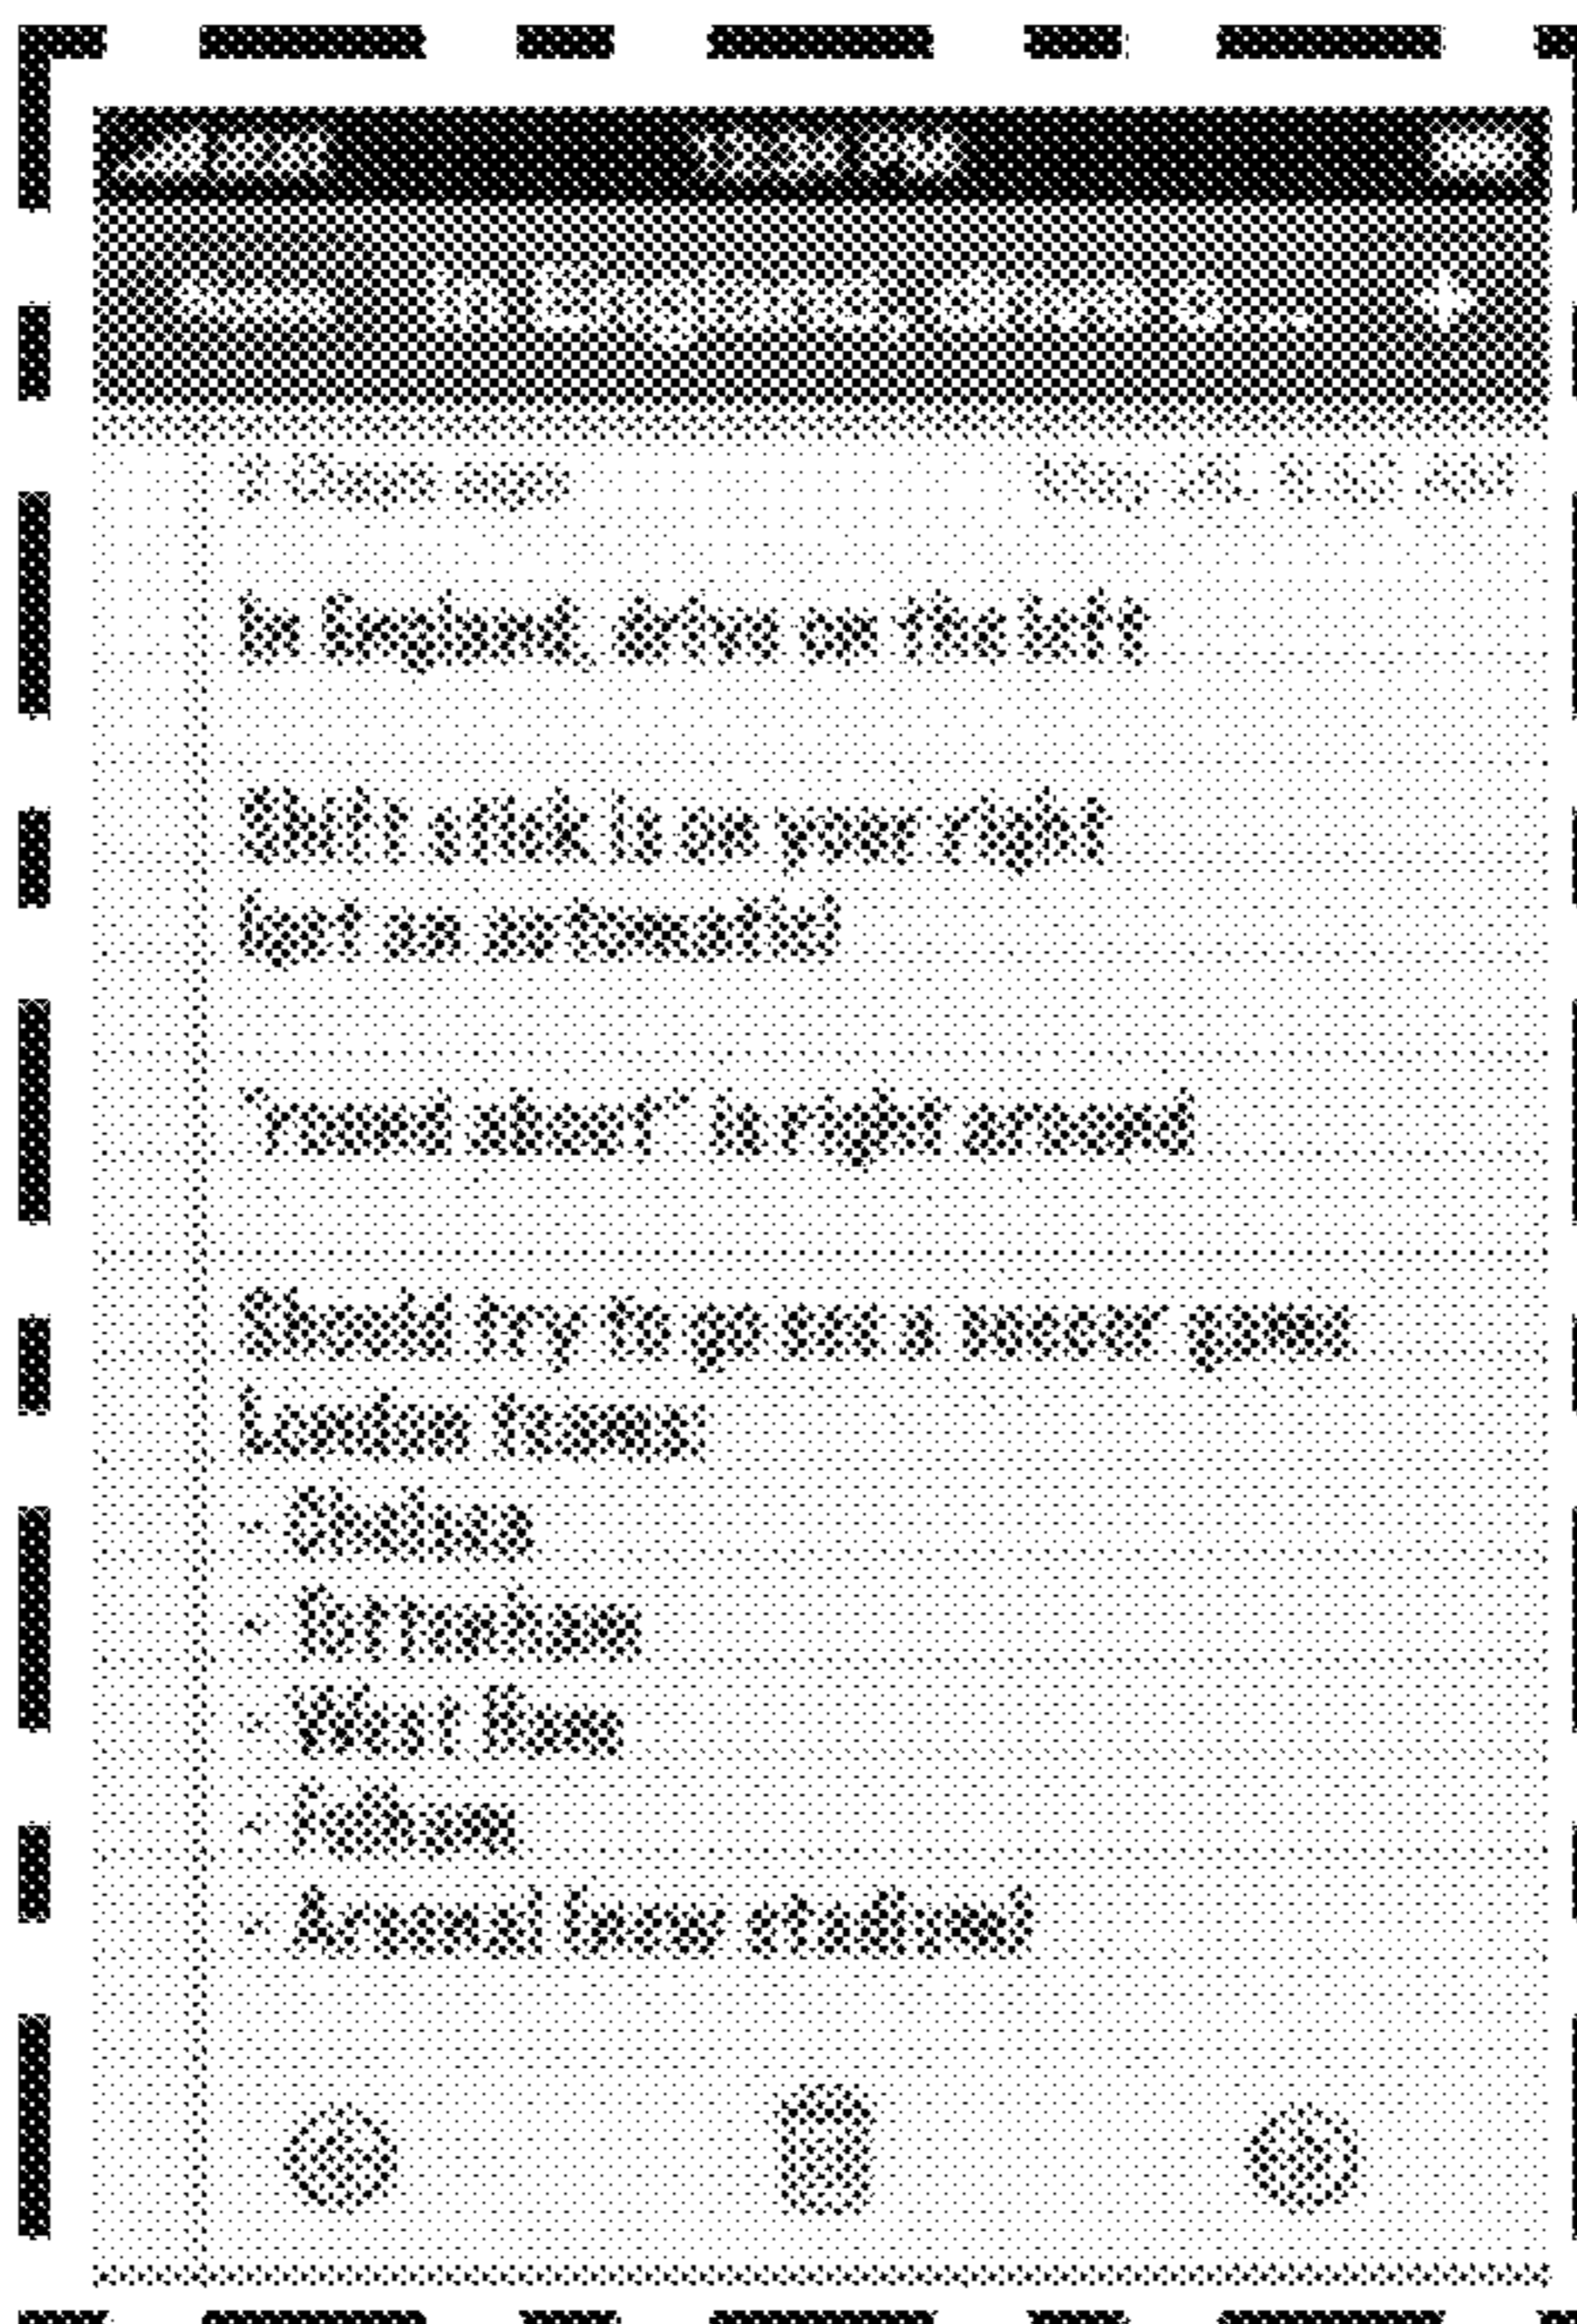 In England, drive on the left
Shift stick is on your right
(get an automatic)
"round about" is right around
Should try to go see a soccer game
London teams:
- Chelsea
- Tottenham
- West Ham
- Fulham
- Arsenal (new stadium)